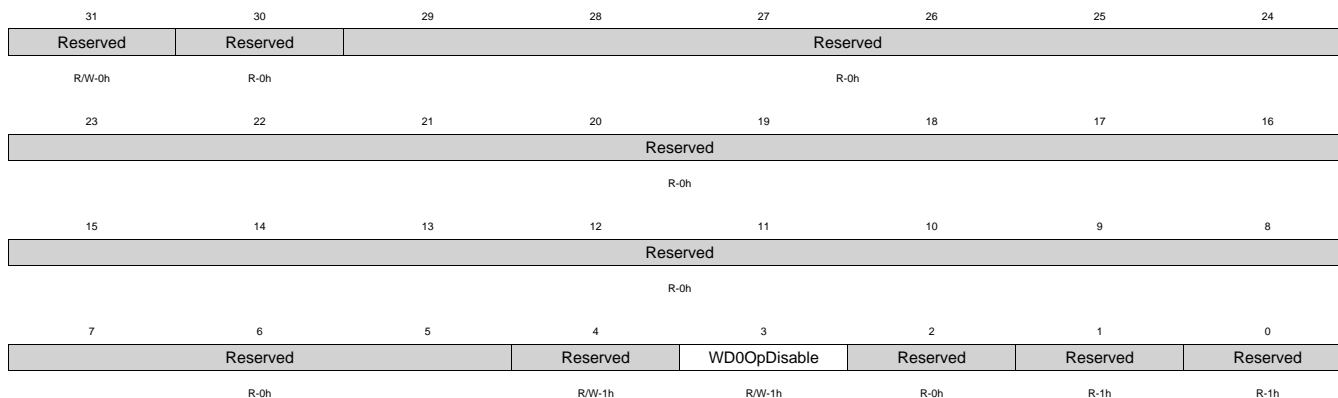 31 30 29 28 27 26 25 24
Reserved Reserved Reserved
R/W-0h R-0h R-0h
23 22 21 20 19 18 17 16
Reserved
R-0h
15 14 13 12 11 10 9 8
Reserved
R-0h
7 6 5 4 3 2 1 0
Reserved Reserved WD0OpDisable Reserved Reserved Reserved
R-0h R/W-1h R/W-1h R-0h R-1h R-1h